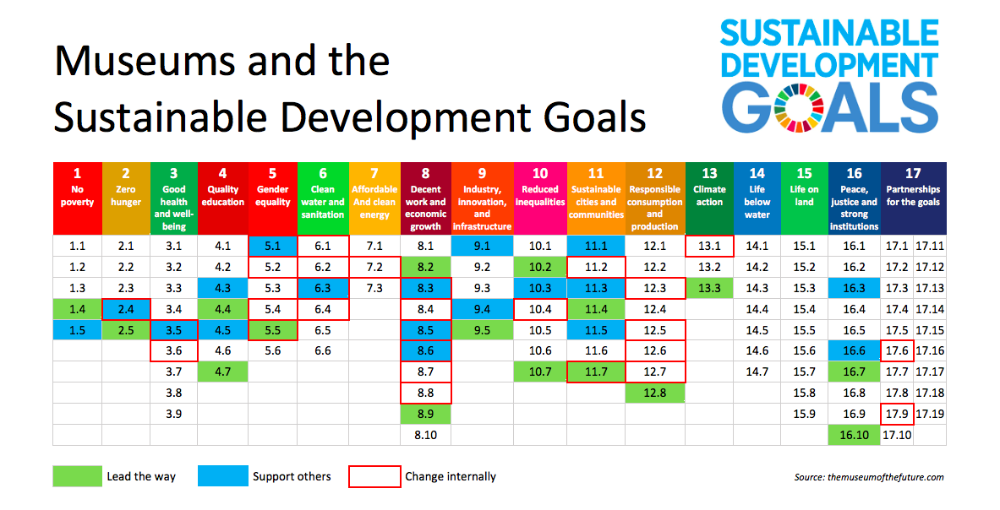 Museums and the
Sustainable Development Goals
SUSTAINABLE
DEVELOPMENT
GOALS
1 2 3 4 5 6 7 8 9 10 11 12 13 14 15 16 17
No poverty
Zero hunger
Good health and well-being
Quality education
Gender equality
Clean water and sanitation
Affordable And clean energy
Decent work and economic growth
Industry, innovation, and infrastructure
Reduced inequalities
Sustainable cities and communities
Responsible consumption and production
Climate action
Life below water
Life on land
Peace, justice and strong institutions
Partnerships for the goals
1.1 2.1 3.1 4.1 5.1 6.1 7.1 8.1 9.1 10.1 11.1 12.1 13.1 14.1 15.1 16.1 17.1 17.11
1.2 2.2 3.2 4.2 5.2 6.2 7.2 8.2 9.2 10.2 11.2 12.2 13.2 14.2 15.2 16.2 17.2 17.12
1.3 2.3 3.3 4.3 5.3 6.3 7.3 8.3 9.3 10.3 11.3 12.3 13.3 14.3 15.3 16.3 17.3 17.13
1.4 2.4 3.4 4.4 5.4 6.4 8.4 9.4 10.4 11.4 12.4 14.4 15.4 16.4 17.4 17.14
1.5 2.5 3.5 4.5 5.5 6.5 8.5 9.5 10.5 11.5 12.5 14.5 15.5 16.5 17.5 17.15
3.6 4.6 5.6 6.6 8.6 10.6 11.6 12.6 14.6 15.6 16.6 17.6 17.16
3.7 4.7 8.7 10.7 11.7 12.7 14.7 15.7 16.7 17.7 17.17
3.8 8.8 12.8 15.8 16.8 17.8 17.18
3.9 8.9 15.9 16.9 17.9 17.19
8.10 16.10 17.10
Lead the way
Support others
Change internally
Source: themuseumofthefuture.com